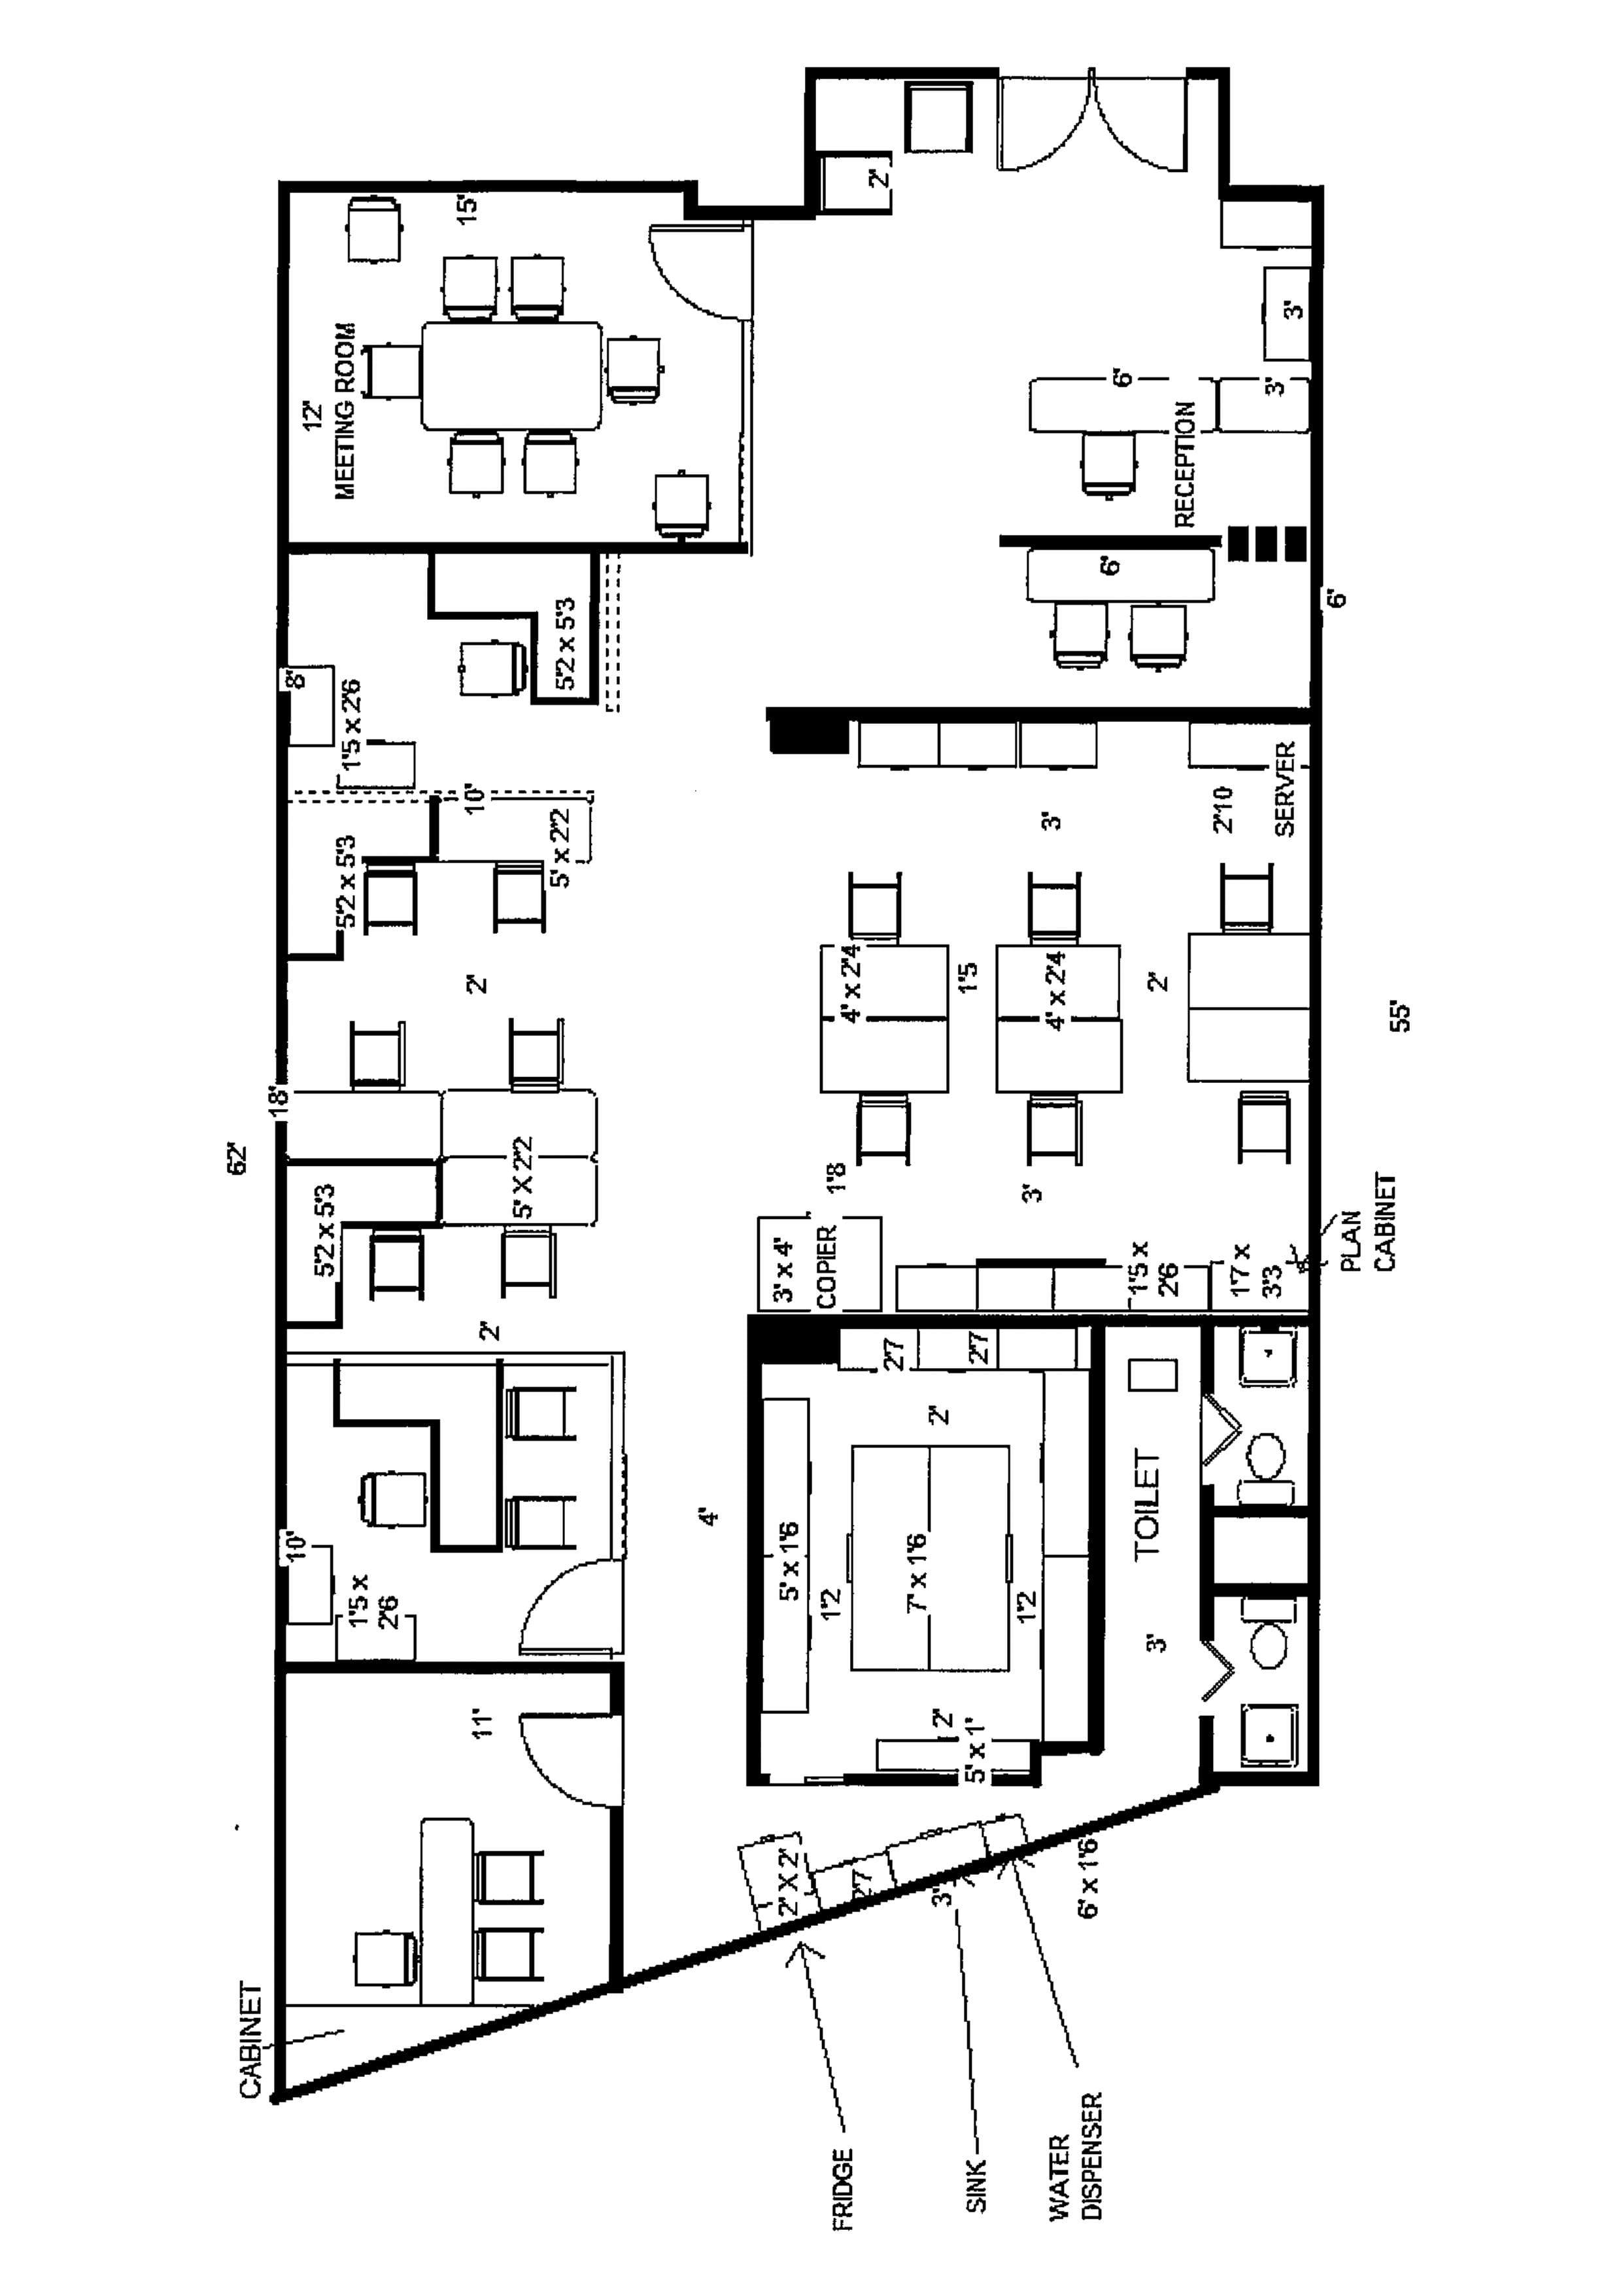 CABINET
62'
18'
10'
8'
12'
MEETING ROOM
15'
2'
11'
1'5 x
2'6
2'
5'2 x 5'3
5' X 2'2
2'
5'2 x 5'3
5' x 2'2
10'
1'5 x 2'6
5'2 x 5'3
4'
FRIDGE
SINK
WATER
DISPENSER
2' X 2'
2'7
3'
6' x 1'6
5' x 1'6
1'2
7' x 1'6
1'2
2'
2'
5' x 1'
2'7
2'7
TOILET
3'
3' x 4'
COPIER
1'8
3'
1'5 x
2'6
1'7 x
3'3
PLAN
CABINET
4' x 2'4
1'5
4' x 2'4
2'
3'
2'10
SERVER
6'
RECEPTION
6'
3'
3'
6'
55'